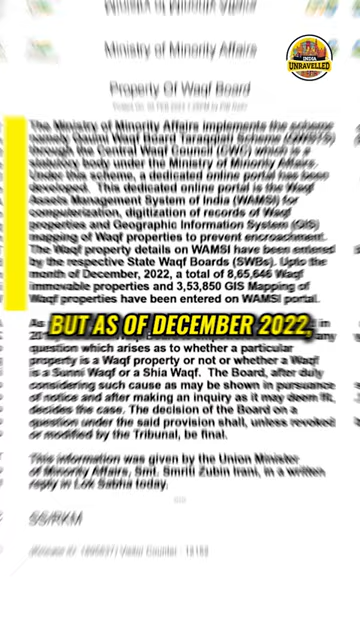 Ministry of Minority Affairs
INDIA
UNRAVELLED
Ministry of Minority Affairs
Property Of Waqf Board
The Ministry of Minority Affairs implements the scheme
namely Quami Waqf Board Taraqqiati Scheme (QWBTS)
through the Central Waqf Council (CWC) which is a
statutory body under the Ministry of Minority Affairs.
Under this scheme, a dedicated online portal has been
developed. This dedicated online portal is the Waqf
Assets Management System of India (WAMSI) for
computerization, digitization of records of Waqf
properties and Geographic Information System (GIS)
mapping of Waqf properties to prevent encroachment.
The Waqf property details on WAMSI have been entered
by the respective State Waqf Boards (SWBs). Upto the
month of December, 2022, a total of 8,65,646 Waqf
immovable properties and 3,53,850 GIS Mapping of
Waqf properties have been entered on WAMSI portal.
BUT AS OF DECEMBER 2022,
question which arises as to whether a particular
property is a Waqf property or not or whether a Waqf
is a Sunni Waqf or a Shia Waqf. The Board, after duly
considering such cause as may be shown in pursuance
of notice and after making an inquiry as it may deem fit,
decides the case. The decision of the Board on a
question under the said provision shall, unless revoked
or modified by the Tribunal, be final.
This information was given by the Union Minister
of Minority Affairs, Smt. Smriti Zubin Irani, in a written
reply in Lok Sabha today.
SS/RKM